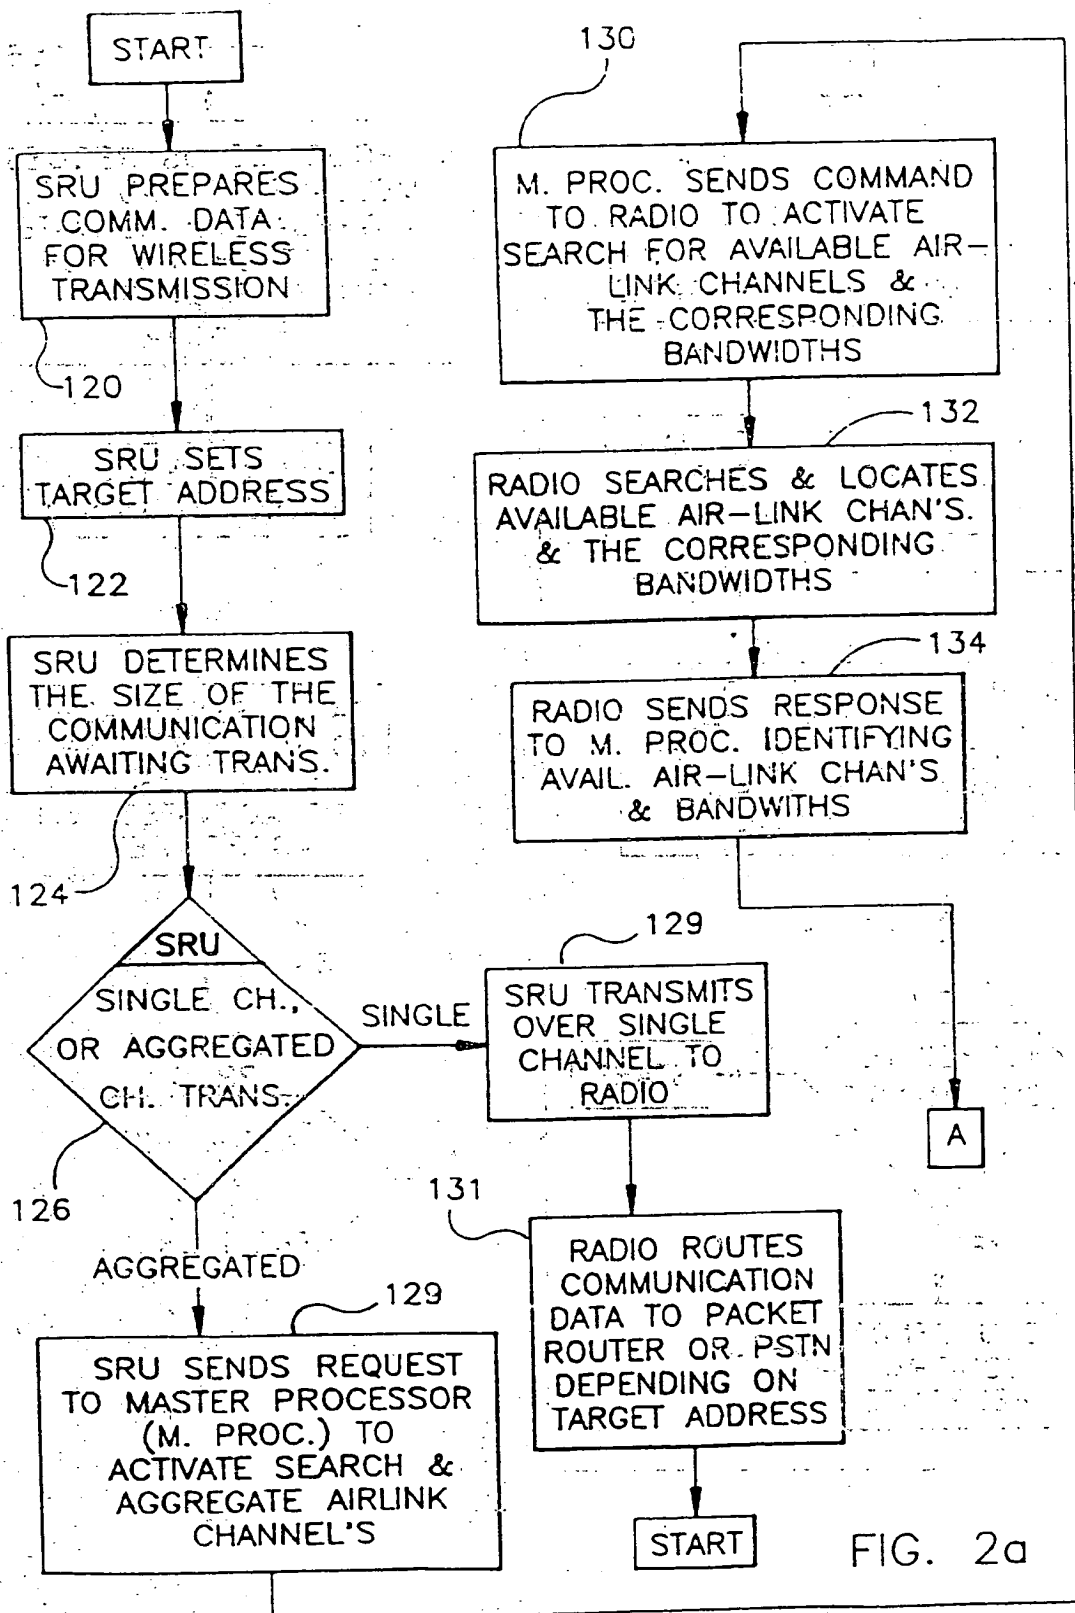 START
SRU PREPARES
COMM. DATA
FOR WIRELESS
TRANSMISSION
120
SRU SETS
TARGET ADDRESS
122
SRU DETERMINES
THE SIZE OF THE
COMMUNICATION
AWAITING TRANS.
124
SRU
SINGLE CH.,
OR AGGREGATED
CH. TRANS.
126
SINGLE
AGGREGATED
129
SRU SENDS REQUEST
TO MASTER PROCESSOR
(M. PROC.) TO
ACTIVATE SEARCH &
AGGREGATE AIRLINK
CHANNEL'S
129
SRU TRANSMITS
OVER SINGLE
CHANNEL TO
RADIO
131
RADIO ROUTES
COMMUNICATION
DATA TO PACKET
ROUTER OR PSTN
DEPENDING ON
TARGET ADDRESS
START
130
M. PROC. SENDS COMMAND
TO RADIO TO ACTIVATE
SEARCH FOR AVAILABLE AIR-
LINK CHANNELS &
THE CORRESPONDING
BANDWIDTHS
132
RADIO SEARCHES & LOCATES
AVAILABLE AIR-LINK CHAN'S.
& THE CORRESPONDING
BANDWIDTHS
134
RADIO SENDS RESPONSE
TO M. PROC. IDENTIFYING
AVAIL. AIR-LINK CHAN'S
& BANDWITHS
A
FIG. 2a